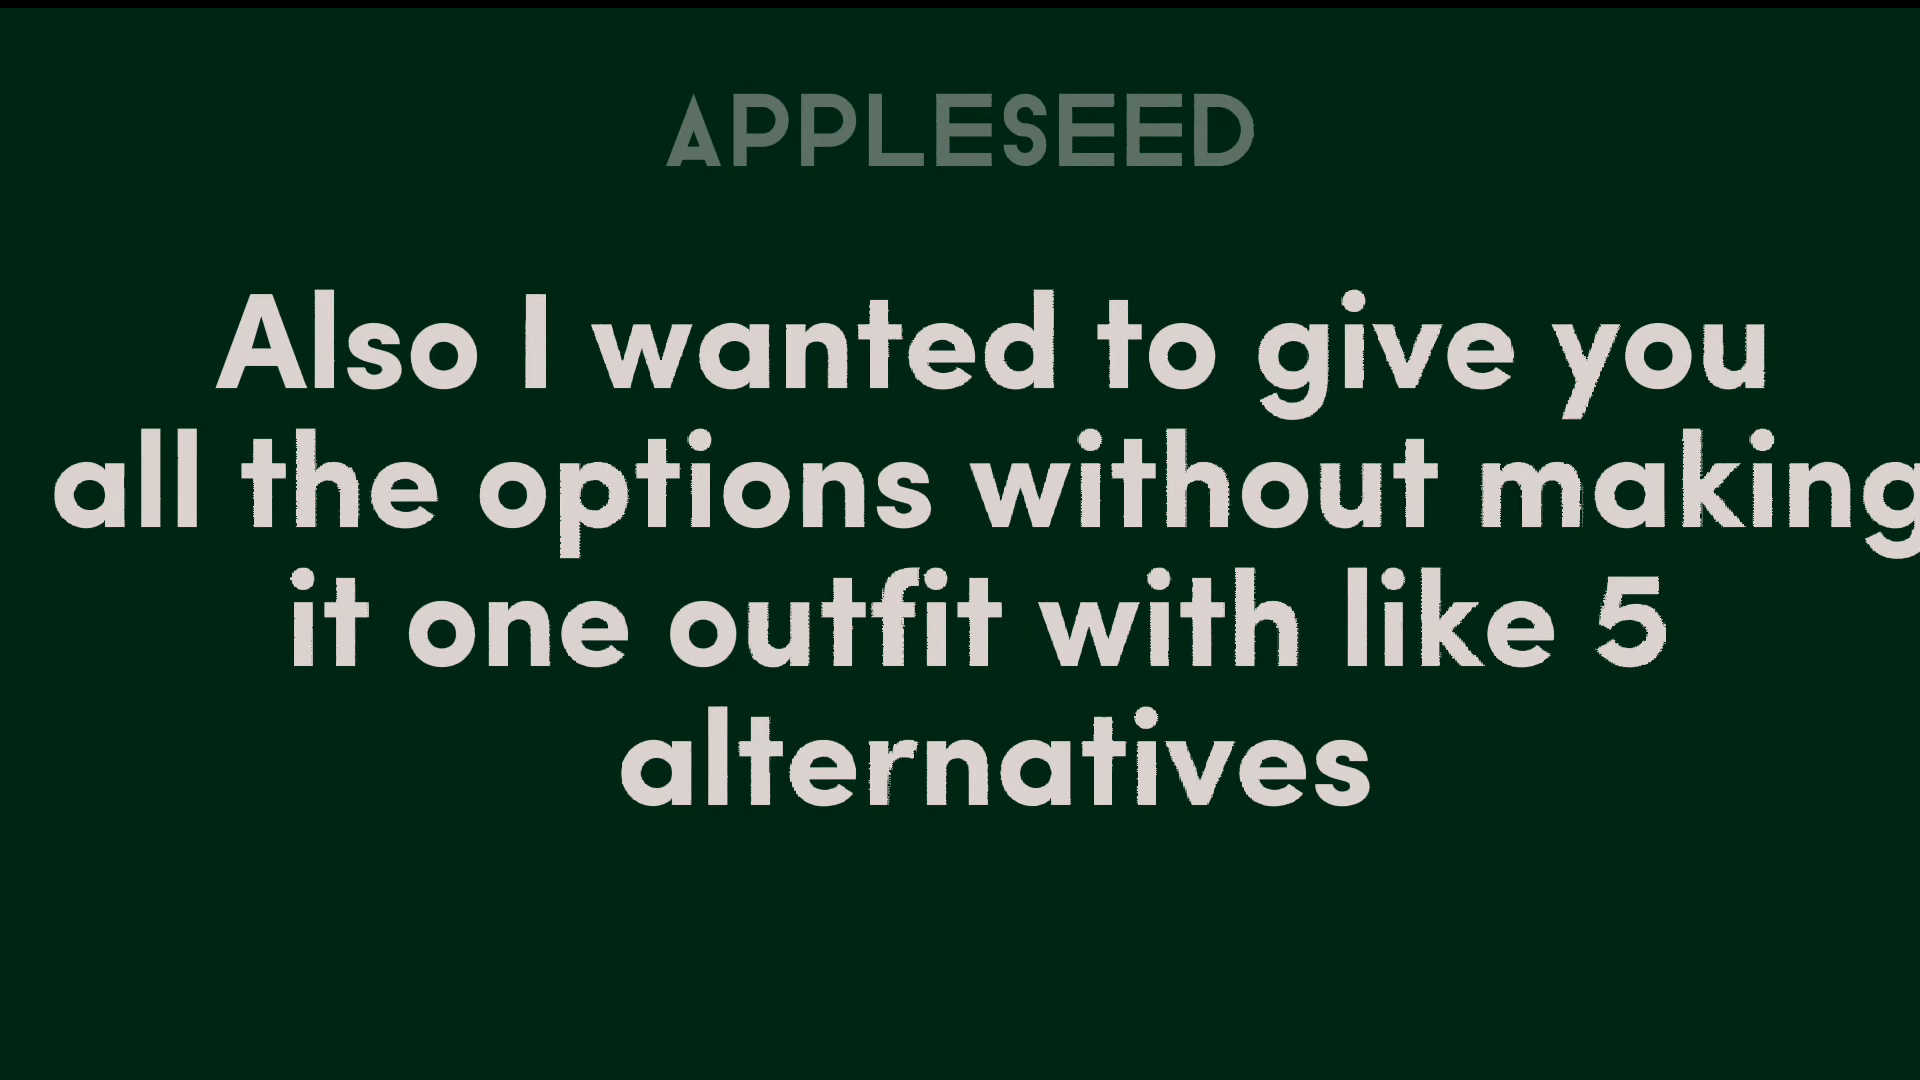 APPLESEED
Also I wanted to give you
all the options without making
it one outfit with like 5
alternatives